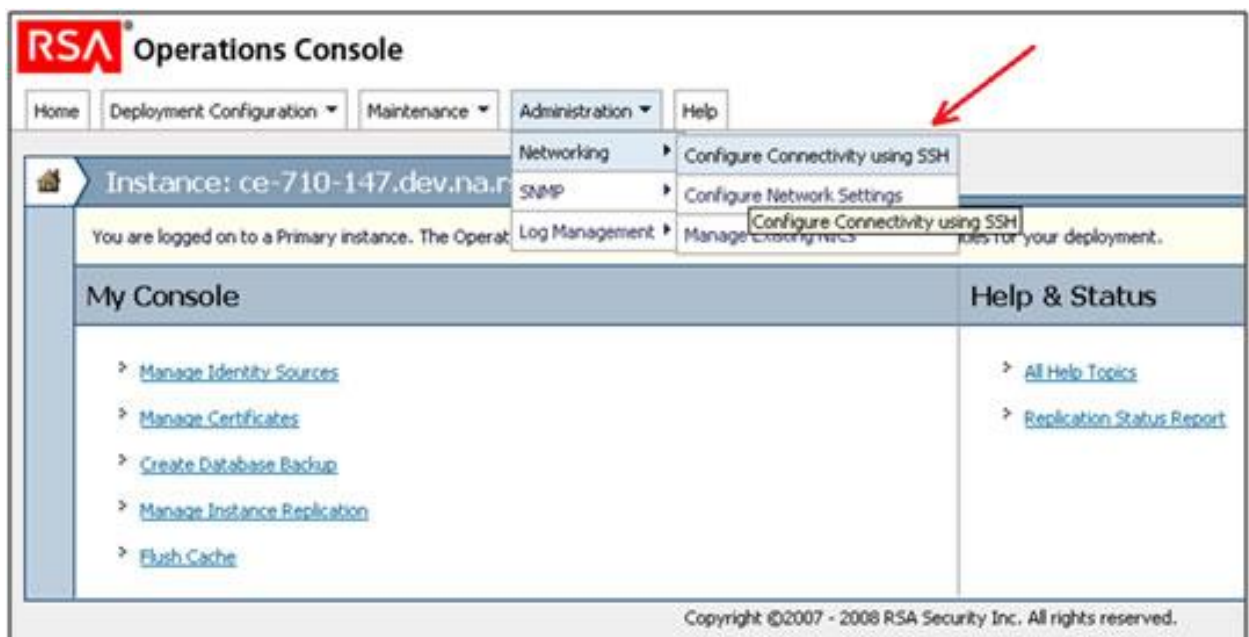 RSA Operations Console
Home Deployment Configuration Maintenance Administration Help
Networking Configure Connectivity using SSH
Instance: ce-710-147.dev.na.r
SNMP Configure Network Settings
Configure Connectivity using SSH
You are logged on to a Primary instance. The Operat
Log Management Manage Existing NICs
for your deployment.
My Console
Help & Status
Manage Identity Sources
Manage Certificates
Create Database Backup
Manage Instance Replication
Flush Cache
All Help Topics
Replication Status Report
Copyright ©2007 - 2008 RSA Security Inc. All rights reserved.